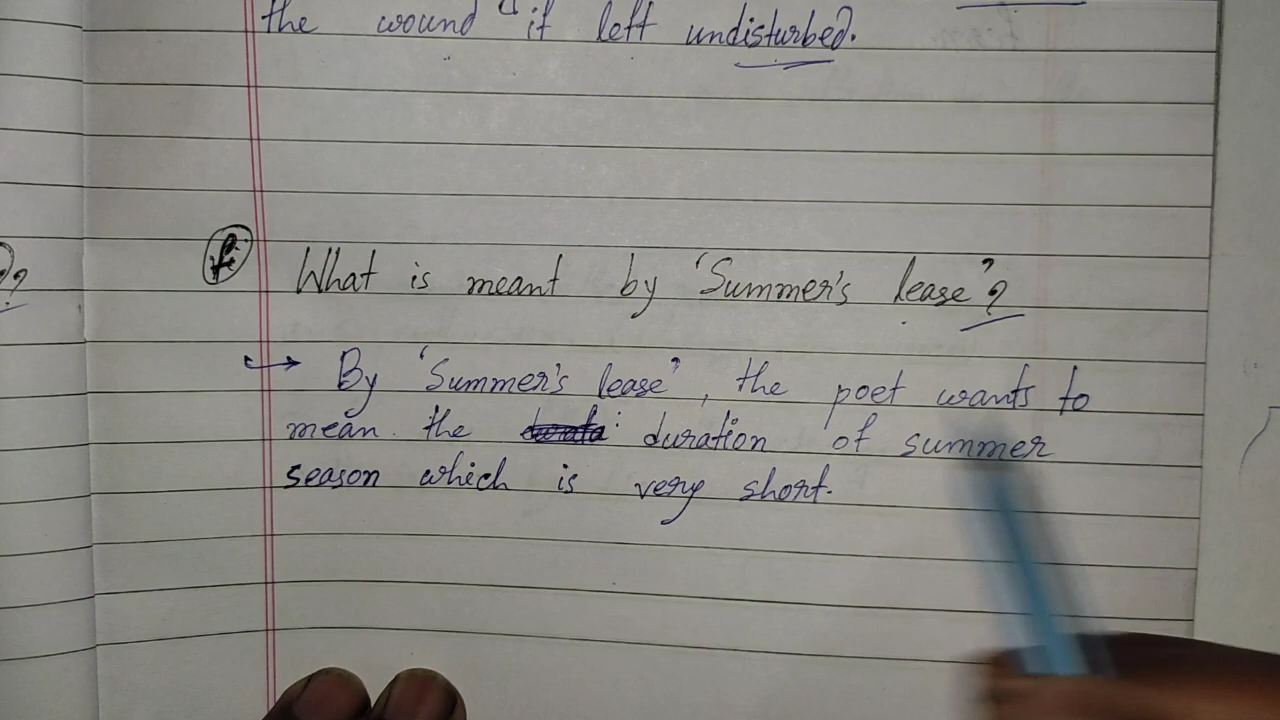 the wound if left undisturbed.
What is meant by 'Summer's lease'?
By 'Summer's lease', the poet wants to
mean the duration of summer
season which is very short.